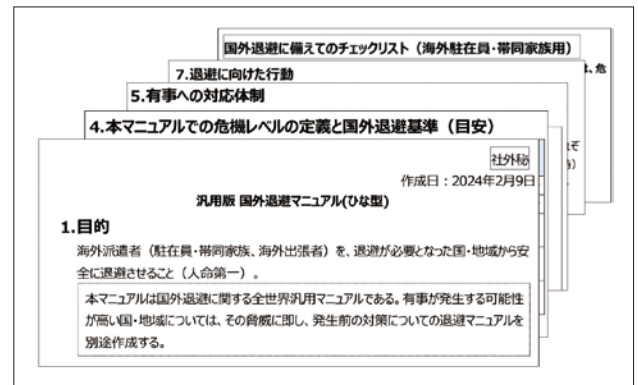 国外退避に備えてのチェックリスト（海外駐在員・帯同家族用）
7.退避に向けた行動
5.有事への対応体制
4.本マニュアルでの危機レベルの定義と国外退避基準（目安）
社外秘
作成日：2024年2月9日
汎用版 国外退避マニュアル(ひな型)
1.目的
海外派遣者（駐在員・帯同家族、海外出張者）を、退避が必要となった国・地域から安
全に退避させること（人命第一）。
本マニュアルは国外退避に関する全世界汎用マニュアルである。有事が発生する可能性
が高い国・地域については、その脅威に即し、発生前の対策についての退避マニュアルを
別途作成する。